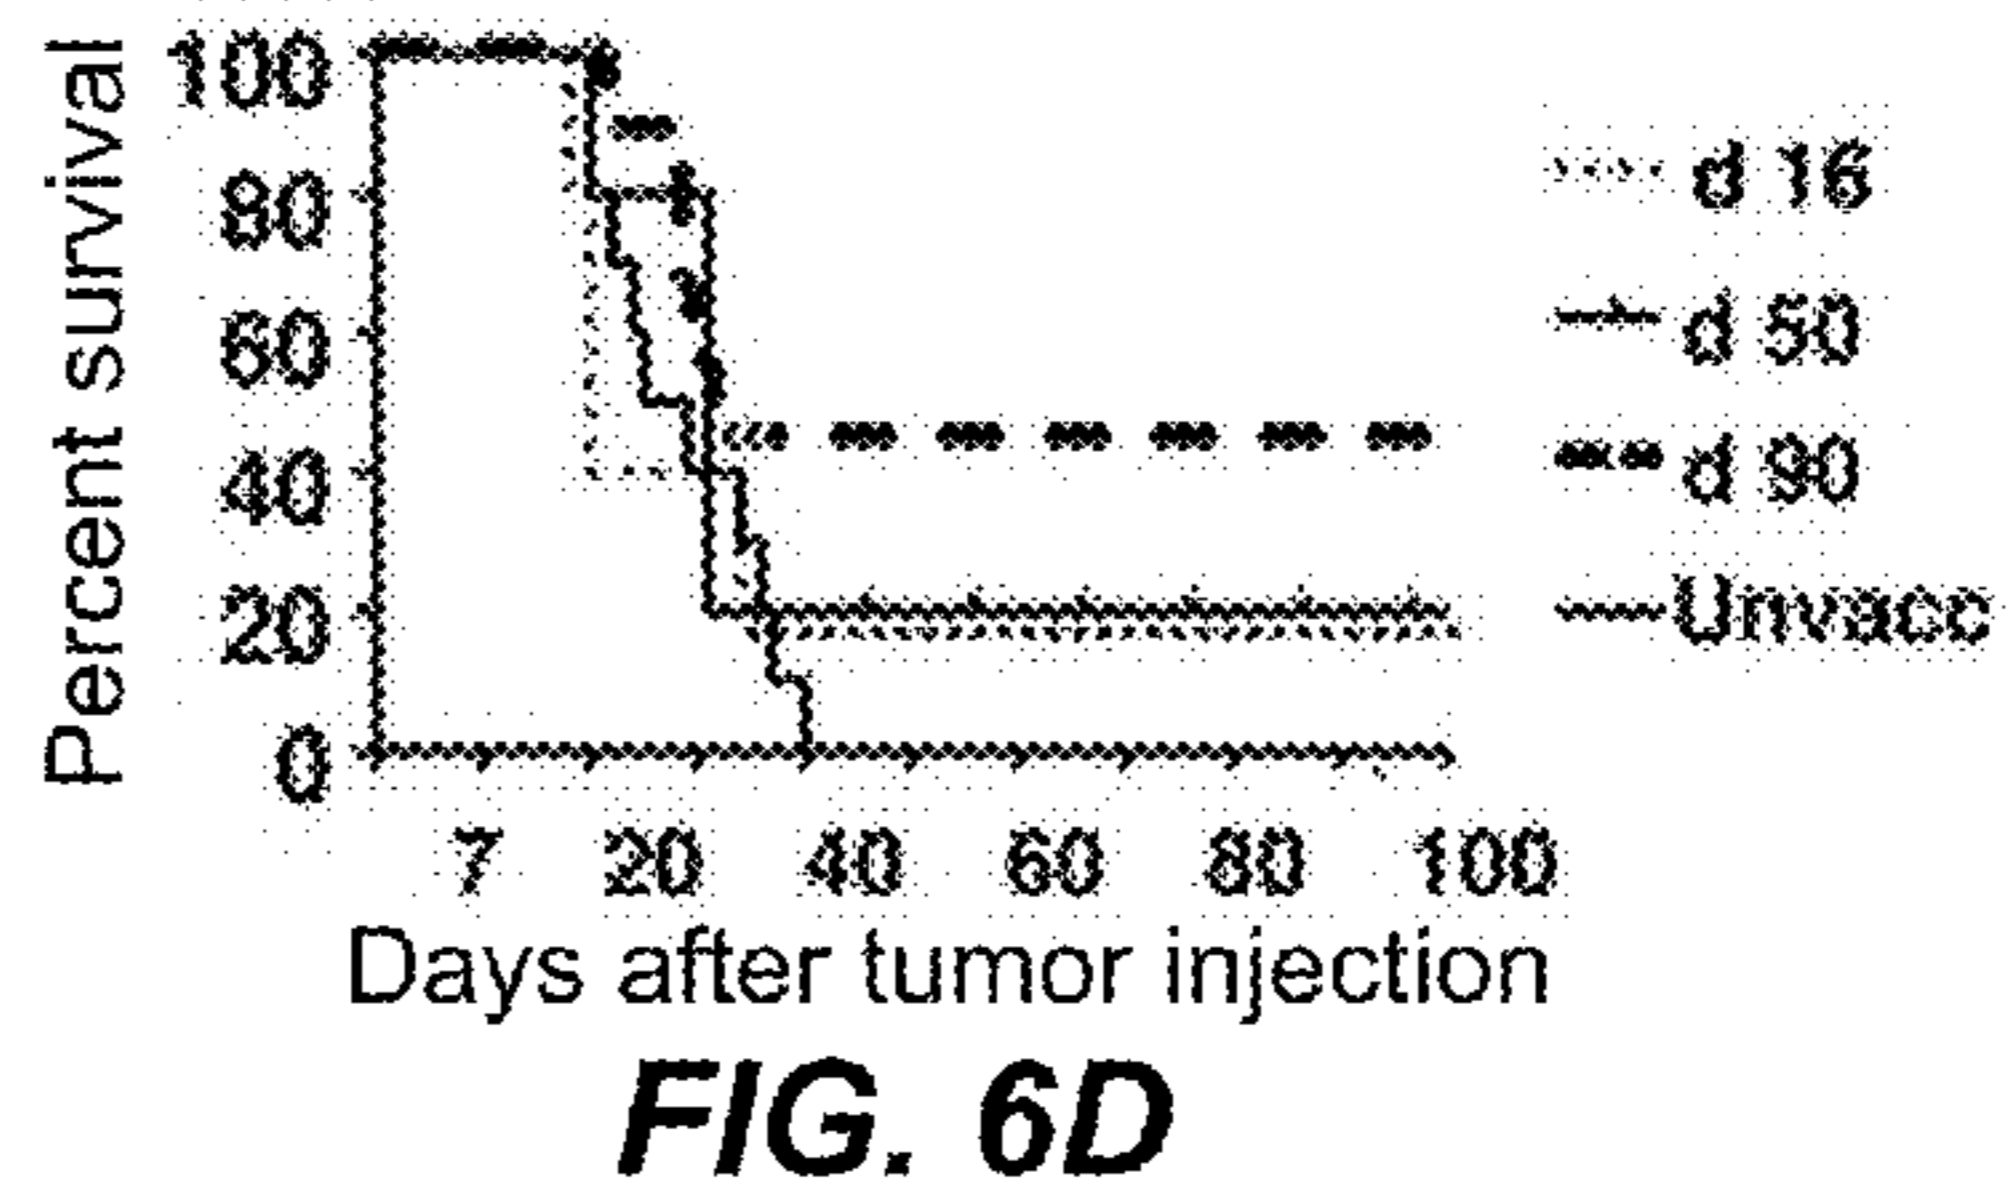 Percent survival
100
80
60
40
20
0
7 20 40 60 80 100
Days after tumor injection
d 16
d 50
d 90
Unvacc
FIG. 6D